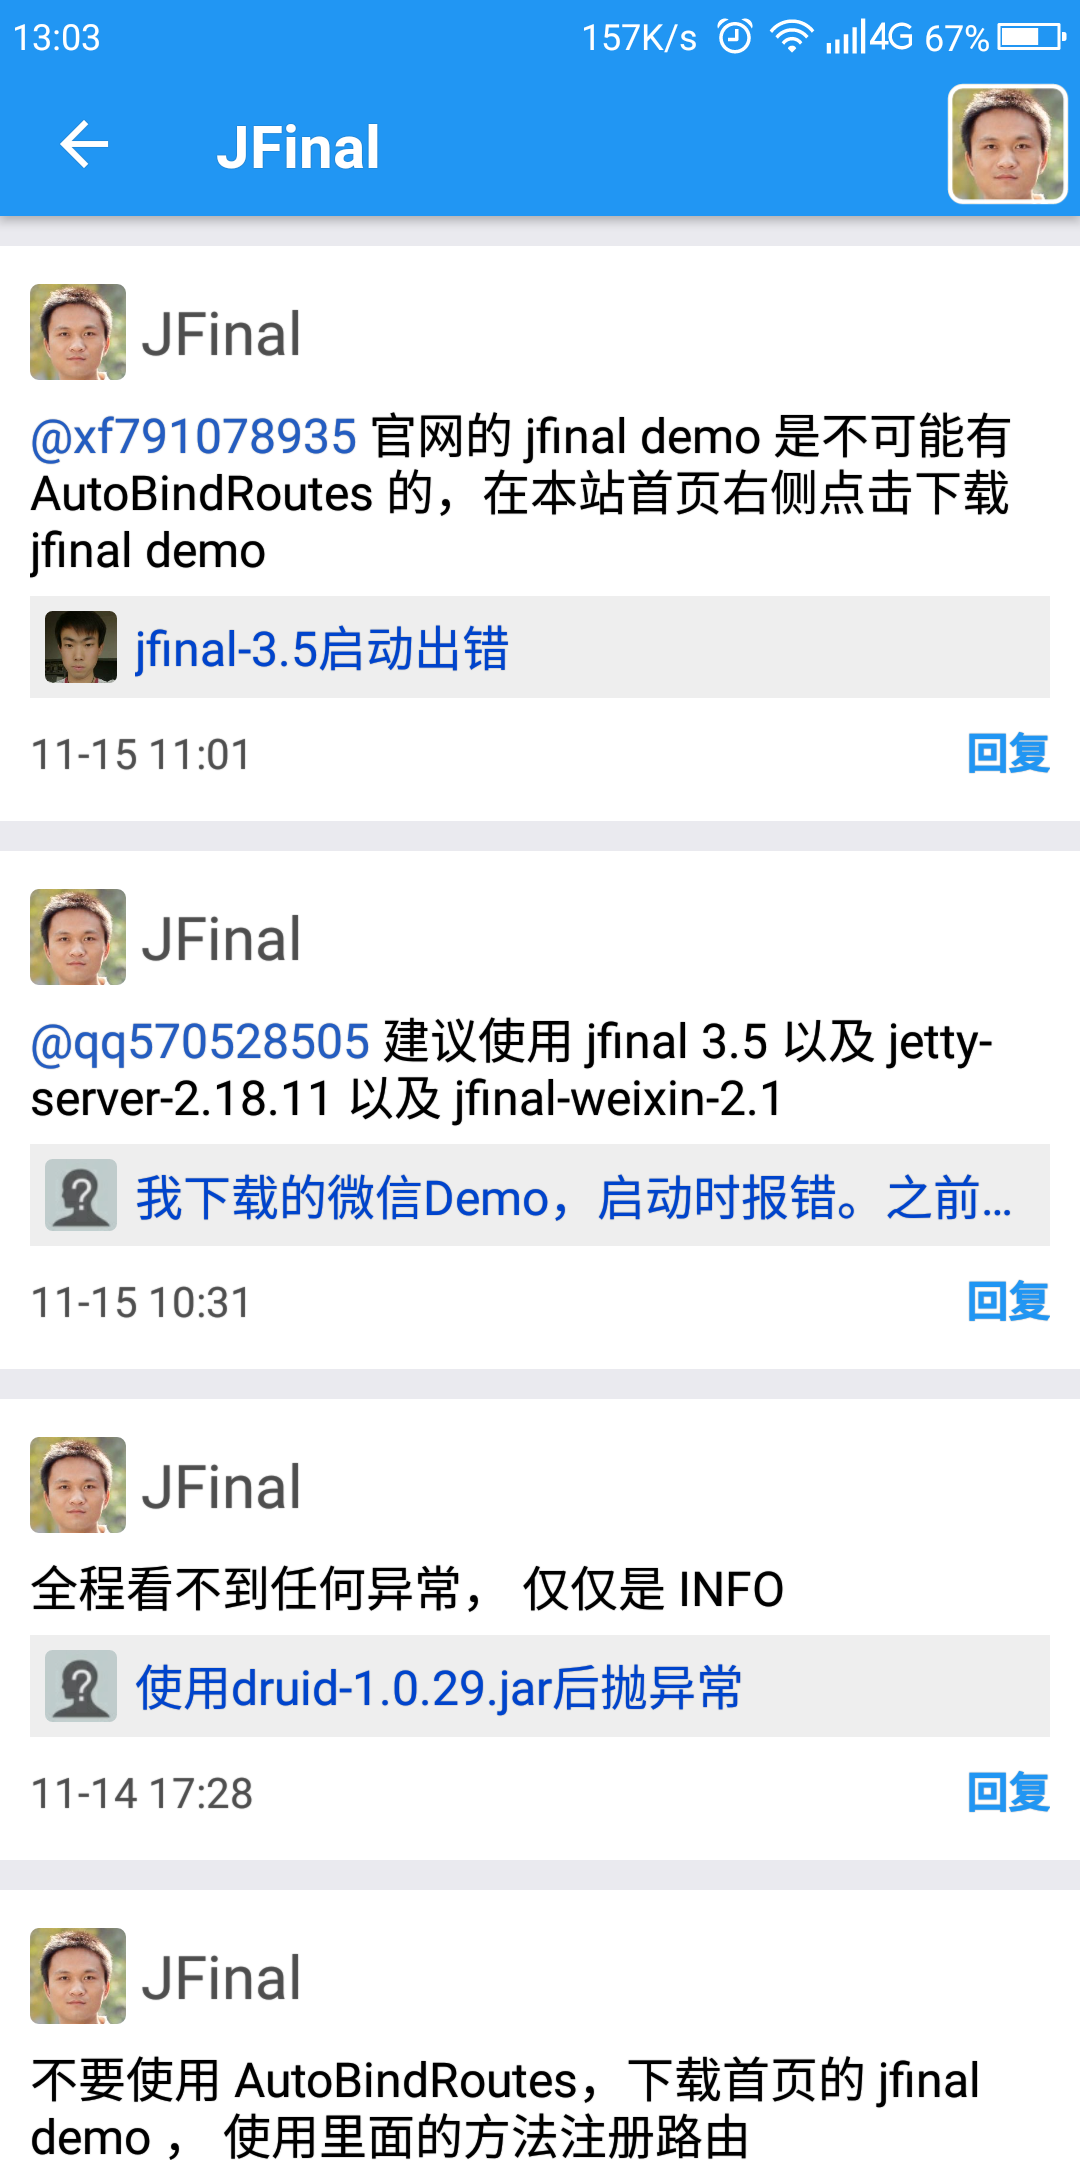 13:03 157K/s 4G 67%
JFinal
JFinal
@xf791078935 官网的 jfinal demo 是不可能有
AutoBindRoutes 的，在本站首页右侧点击下载
jfinal demo
jfinal-3.5启动出错
11-15 11:01 回复
JFinal
@qq570528505 建议使用 jfinal 3.5 以及 jetty-
server-2.18.11 以及 jfinal-weixin-2.1
我下载的微信Demo，启动时报错。之前...
11-15 10:31 回复
JFinal
全程看不到任何异常， 仅仅是 INFO
使用druid-1.0.29.jar后抛异常
11-14 17:28 回复
JFinal
不要使用 AutoBindRoutes，下载首页的 jfinal
demo ， 使用里面的方法注册路由